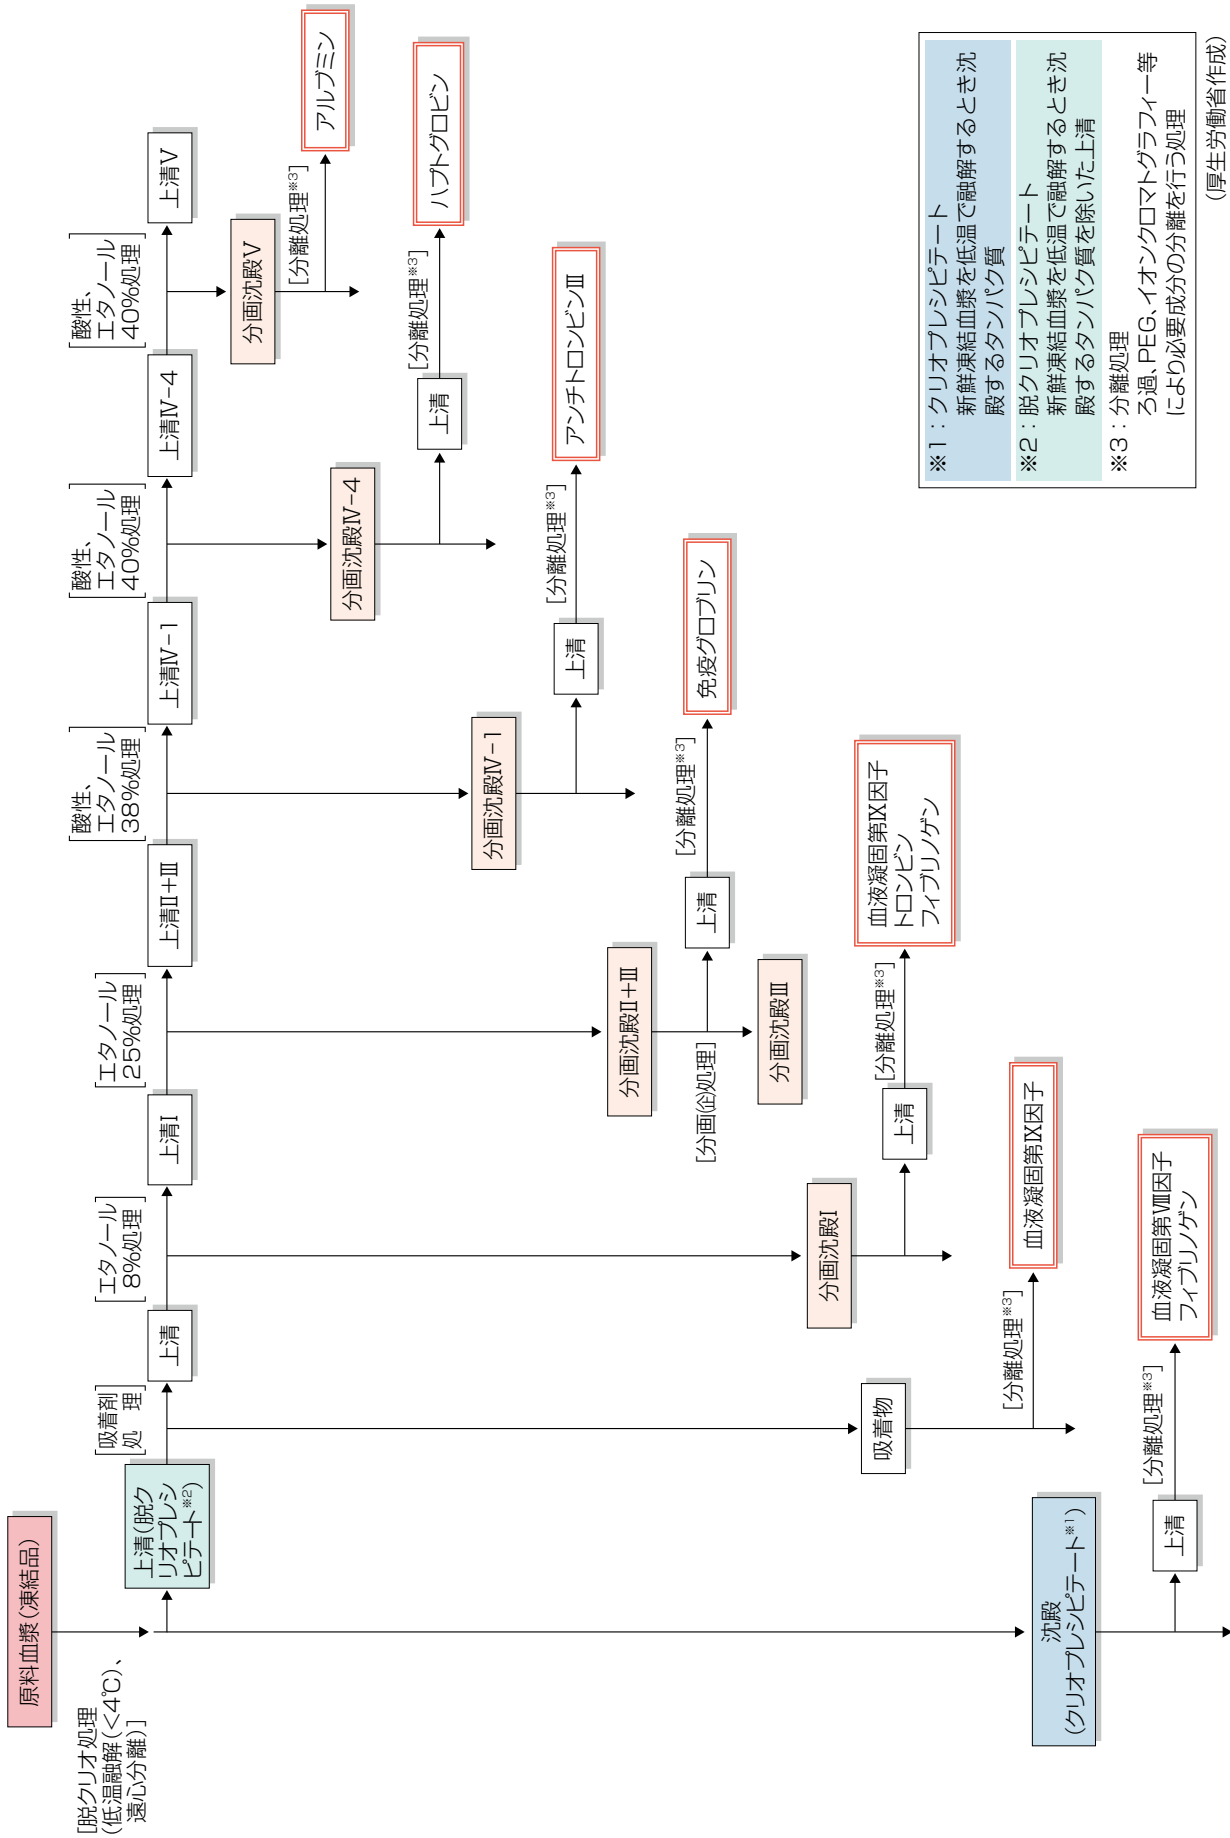 原料血漿(凍結品)
[脱クリオ処理
(低温融解(<4℃)、
遠心分離)]
上清(脱ク
リオプレシ
ピテート※2)
[吸着剤
処　理]
上清
[エタノール
8%処理]
上清Ⅰ
[エタノール
25%処理]
上清Ⅱ+Ⅲ
[酸性、
エタノール
38%処理]
上清Ⅳ-1
[酸性、
エタノール
40%処理]
上清Ⅳ-4
[酸性、
エタノール
40%処理]
上清Ⅴ
分画沈殿Ⅴ
[分離処理※3]
アルブミン
分画沈殿Ⅳ-4
上清
[分離処理※3]
ハプトグロビン
分画沈殿Ⅳ-1
上清
[分離処理※3]
アンチトロンビンⅢ
分画沈殿Ⅱ+Ⅲ
[分画(企)処理]
上清
[分離処理※3]
免疫グロブリン
分画沈殿Ⅲ
分画沈殿Ⅰ
上清
[分離処理※3]
血液凝固第Ⅸ因子
トロンビン
フィブリノゲン
吸着物
[分離処理※3]
血液凝固第Ⅸ因子
沈殿
(クリオプレシピテート※1)
上清
[分離処理※3]
血液凝固第Ⅷ因子
フィブリノゲン
※1：クリオプレシピテート
新鮮凍結血漿を低温で融解するとき沈
殿するタンパク質
※2：脱クリオプレシピテート
新鮮凍結血漿を低温で融解するとき沈
殿するタンパク質を除いた上清
※3：分離処理
ろ過、PEG、イオンクロマトグラフィー等
により必要成分の分離を行う処理
(厚生労働省作成)